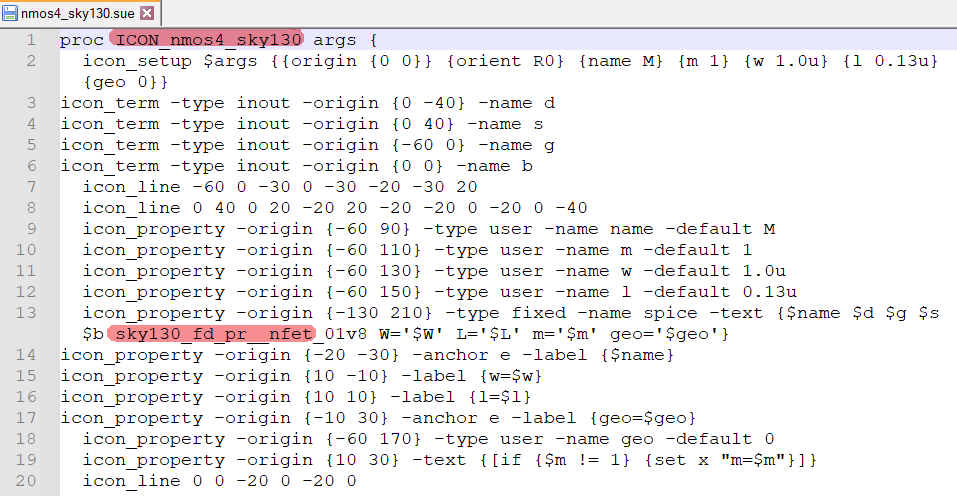 nmos4_sky130.sue
1 proc ICON_nmos4_sky130 args {
2 icon_setup $args {{origin {0 0}} {orient R0} {name M} {m 1} {w 1.0u} {l 0.13u}
{geo 0}}
3 icon_term -type inout -origin {0 -40} -name d
4 icon_term -type inout -origin {0 40} -name s
5 icon_term -type inout -origin {-60 0} -name g
6 icon_term -type inout -origin {0 0} -name b
7 icon_line -60 0 -30 0 -30 -20 -30 20
8 icon_line 0 40 0 20 -20 20 -20 -20 0 -20 0 -40
9 icon_property -origin {-60 90} -type user -name name -default M
10 icon_property -origin {-60 110} -type user -name m -default 1
11 icon_property -origin {-60 130} -type user -name w -default 1.0u
12 icon_property -origin {-60 150} -type user -name l -default 0.13u
13 icon_property -origin {-130 210} -type fixed -name spice -text {$name $d $g $s
$b sky130_fd_pr__nfet_01v8 W='$W' L='$L' m='$m' geo='$geo'}
14 icon_property -origin {-20 -30} -anchor e -label {$name}
15 icon_property -origin {10 -10} -label {w=$w}
16 icon_property -origin {10 10} -label {l=$l}
17 icon_property -origin {-10 30} -anchor e -label {geo=$geo}
18 icon_property -origin {-60 170} -type user -name geo -default 0
19 icon_property -origin {10 30} -text {[if {$m != 1} {set x "m=$m"}]}
20 icon_line 0 0 -20 0 -20 0